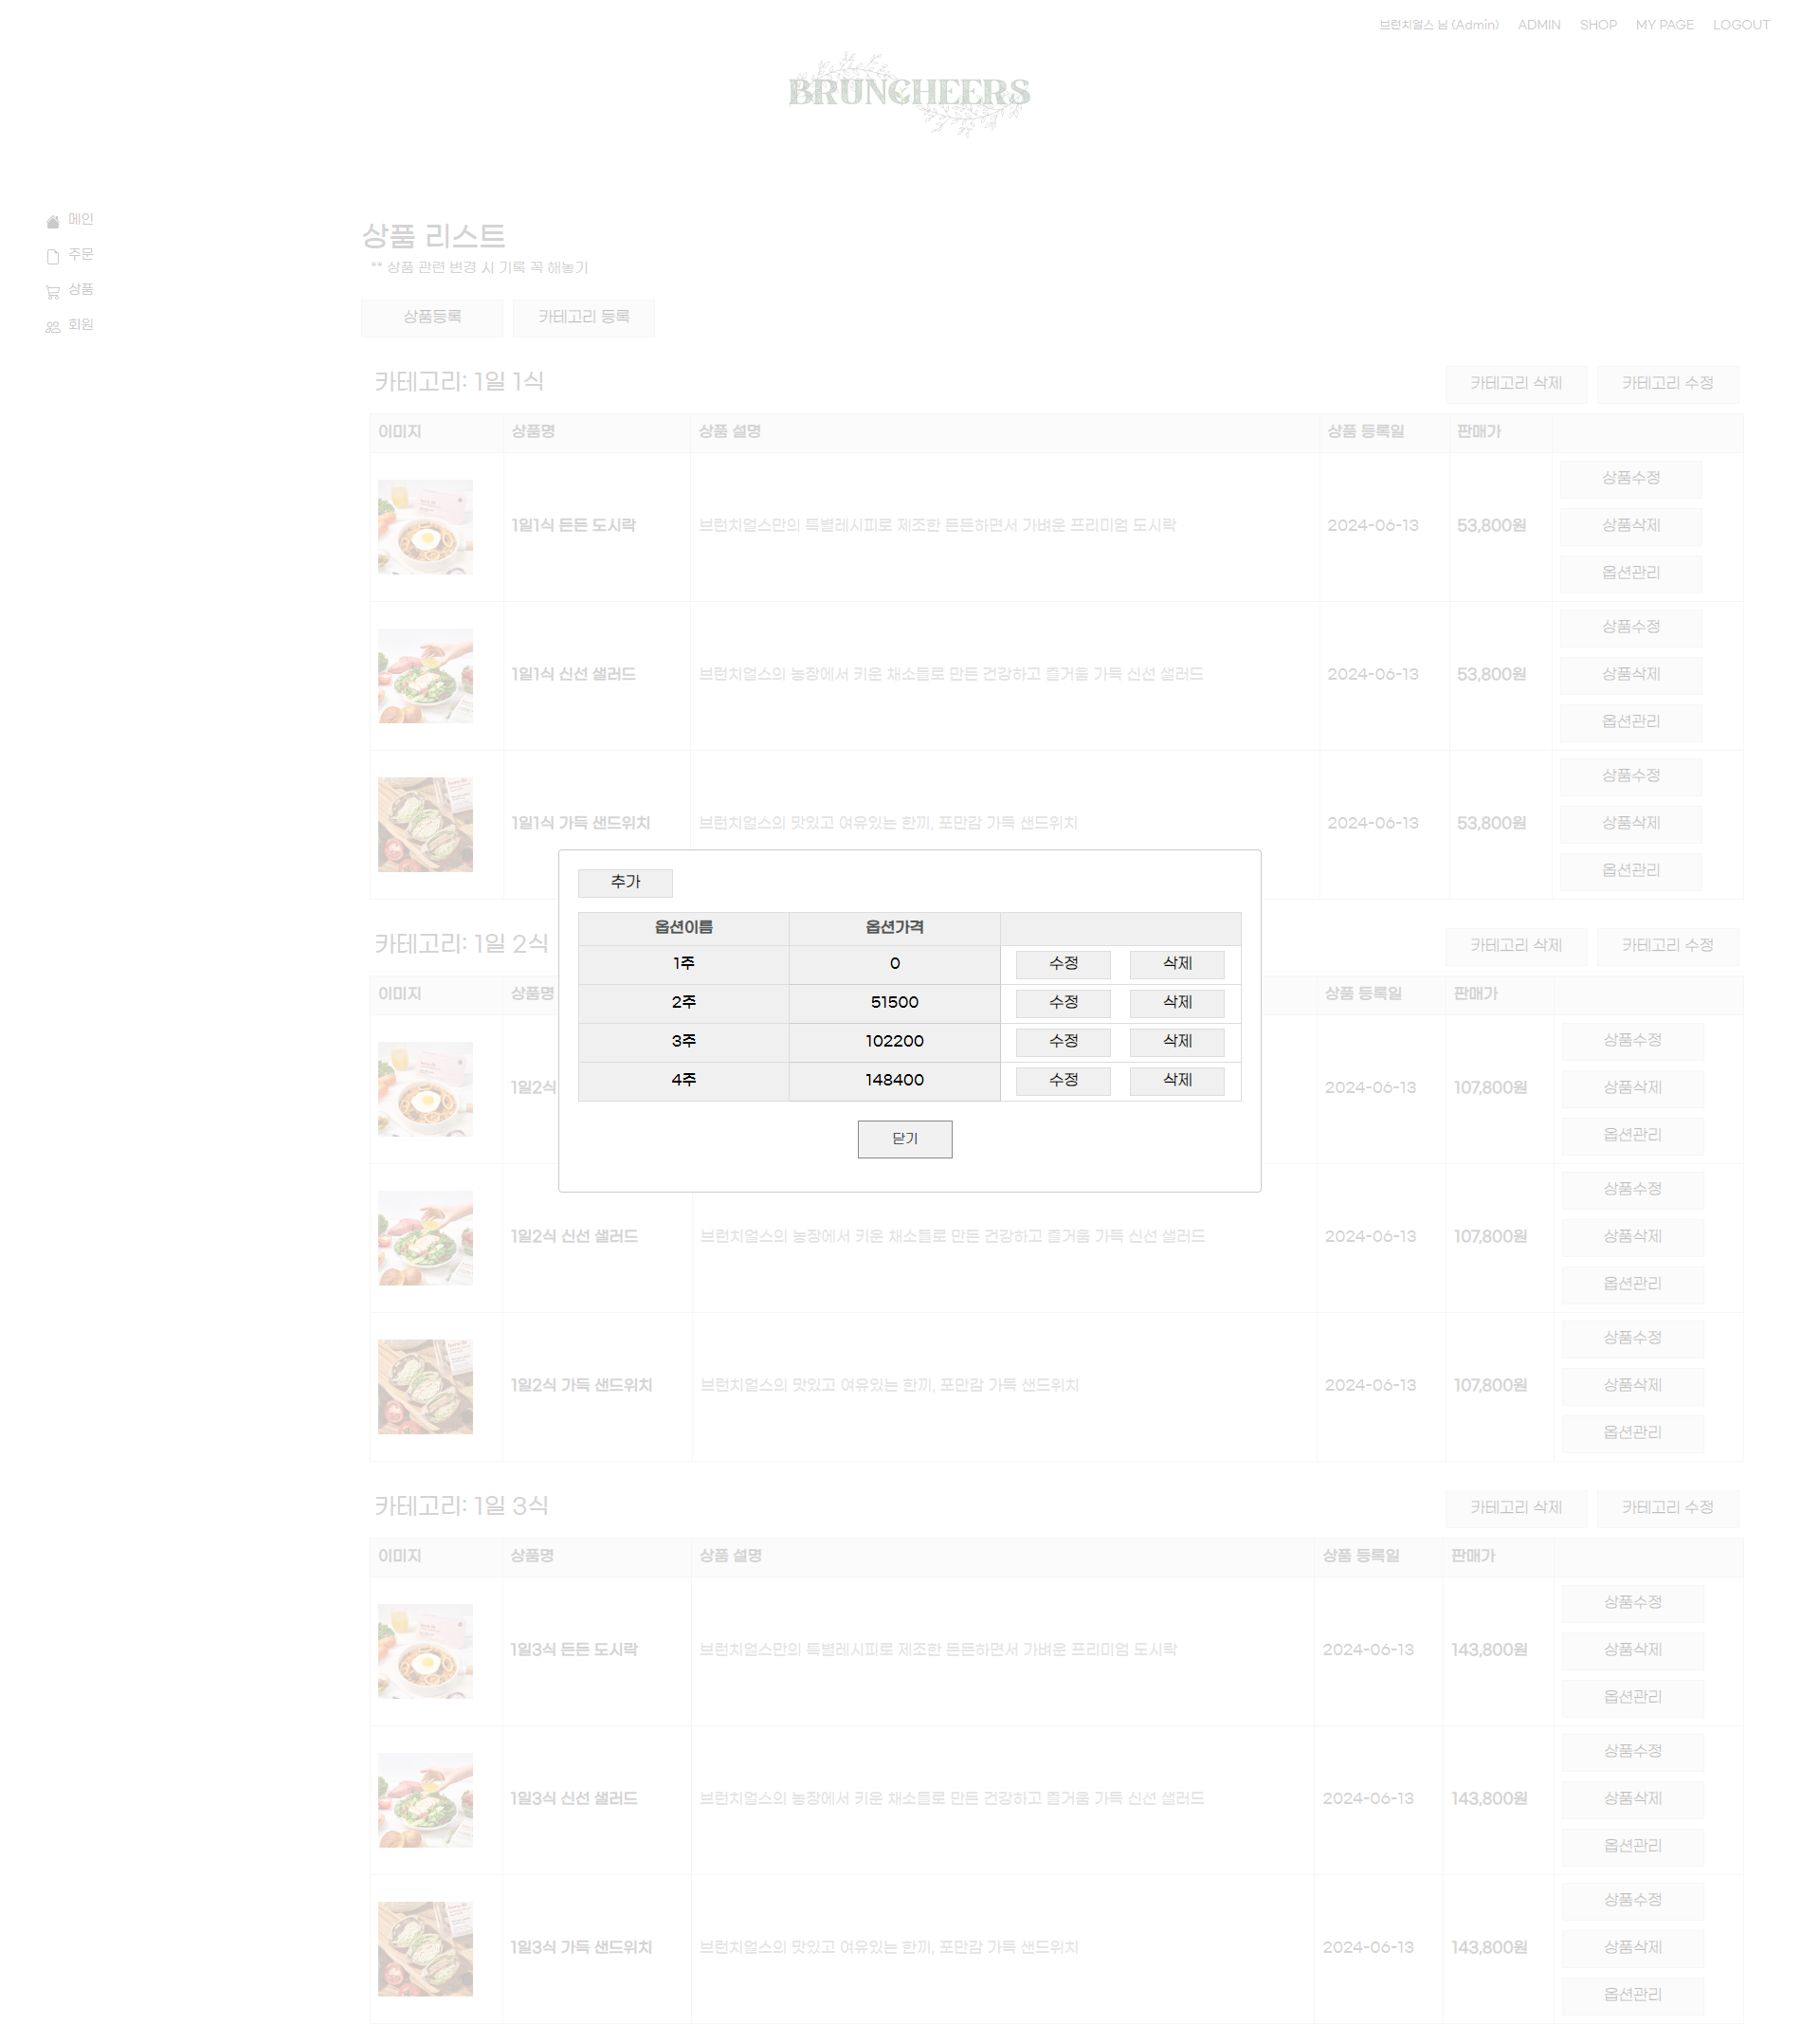 브런치얼스 님 (Admin) ADMIN SHOP MY PAGE LOGOUT
BRUNCHEERS
메인
주문
상품
회원
상품 리스트
** 상품 관련 변경 시 기록 꼭 해놓기
상품등록 카테고리 등록
카테고리: 1일 1식 카테고리 삭제 카테고리 수정
이미지 상품명 상품 설명 상품 등록일 판매가
상품수정
1일1식 든든 도시락 브런치얼스만의 특별레시피로 제조한 든든하면서 가벼운 프리미엄 도시락 2024-06-13 53,800원 상품삭제
옵션관리
상품수정
1일1식 신선 샐러드 브런치얼스의 농장에서 키운 채소들로 만든 건강하고 즐거움 가득 신선 샐러드 2024-06-13 53,800원 상품삭제
옵션관리
상품수정
1일1식 가득 샌드위치 브런치얼스의 맛있고 여유있는 한끼, 포만감 가득 샌드위치 2024-06-13 53,800원 상품삭제
옵션관리
추가
옵션이름 옵션가격
1주 0 수정 삭제
2주 51500 수정 삭제
3주 102200 수정 삭제
4주 148400 수정 삭제
닫기
카테고리: 1일 2식 카테고리 삭제 카테고리 수정
이미지 상품명 상품 등록일 판매가
상품수정
1일2식 2024-06-13 107,800원 상품삭제
옵션관리
상품수정
1일2식 신선 샐러드 브런치얼스의 농장에서 키운 채소들로 만든 건강하고 즐거움 가득 신선 샐러드 2024-06-13 107,800원 상품삭제
옵션관리
상품수정
1일2식 가득 샌드위치 브런치얼스의 맛있고 여유있는 한끼, 포만감 가득 샌드위치 2024-06-13 107,800원 상품삭제
옵션관리
카테고리: 1일 3식 카테고리 삭제 카테고리 수정
이미지 상품명 상품 설명 상품 등록일 판매가
상품수정
1일3식 든든 도시락 브런치얼스만의 특별레시피로 제조한 든든하면서 가벼운 프리미엄 도시락 2024-06-13 143,800원 상품삭제
옵션관리
상품수정
1일3식 신선 샐러드 브런치얼스의 농장에서 키운 채소들로 만든 건강하고 즐거움 가득 신선 샐러드 2024-06-13 143,800원 상품삭제
옵션관리
상품수정
1일3식 가득 샌드위치 브런치얼스의 맛있고 여유있는 한끼, 포만감 가득 샌드위치 2024-06-13 143,800원 상품삭제
옵션관리